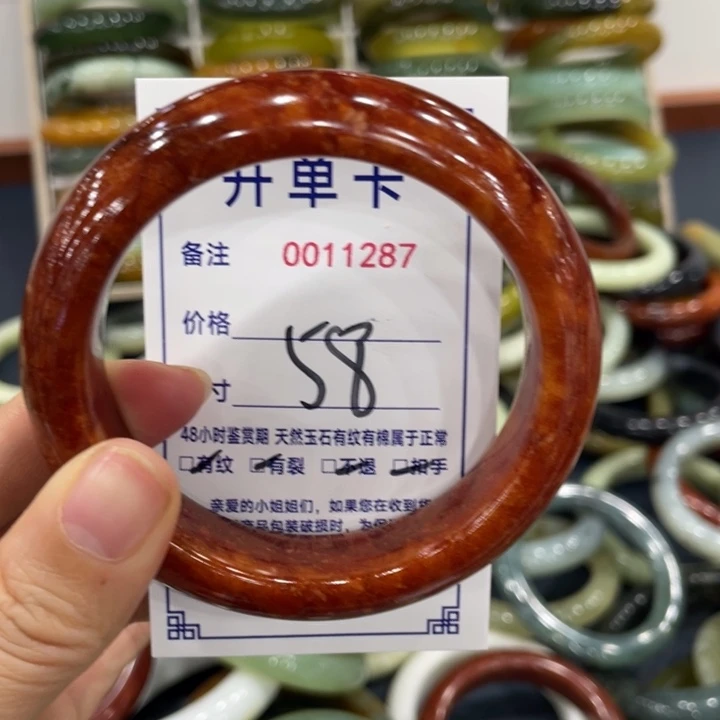 开单卡
备注 0011287
价格
58
寸
48小时鉴赏期 天然玉石有纹有棉属于正常
□有纹 □有裂 □不退 □扣手
亲爱的小姐姐们，如果您在收到
商品包装破损时，为